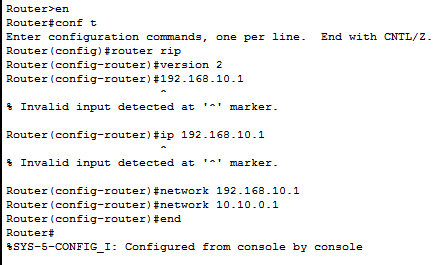 Router>en
Router#conf t
Enter configuration commands, one per line.  End with CNTL/Z.
Router(config)#router rip
Router(config-router)#version 2
Router(config-router)#192.168.10.1
                      ^
% Invalid input detected at '^' marker.

Router(config-router)#ip 192.168.10.1
                      ^
% Invalid input detected at '^' marker.

Router(config-router)#network 192.168.10.1
Router(config-router)#network 10.10.0.1
Router(config-router)#end
Router#
%SYS-5-CONFIG_I: Configured from console by console